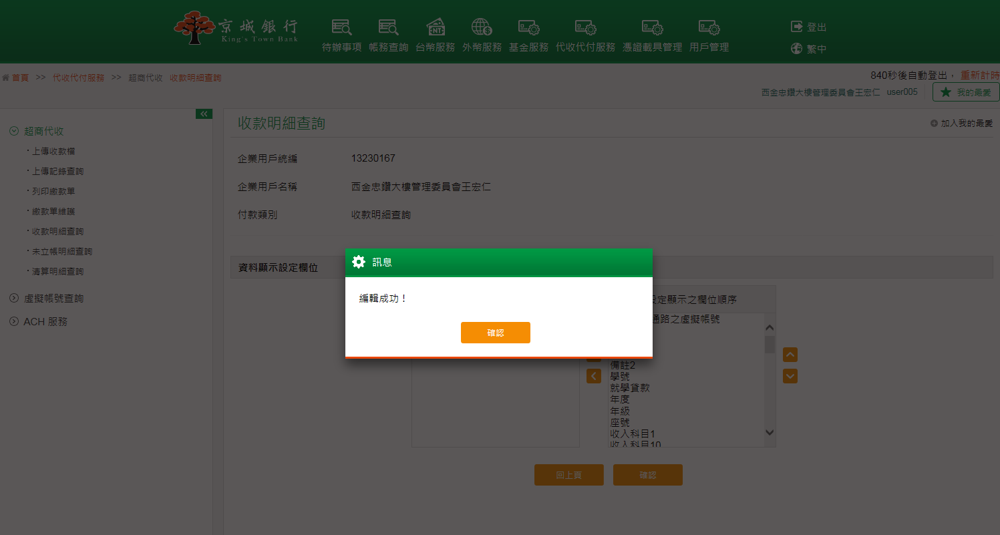 京城銀行
King's Town Bank
待辦事項 帳務查詢 台幣服務 外幣服務 基金服務 代收代付服務 憑證載具管理 用戶管理
NT
登出
繁中
首頁 >> 代收代付服務 >> 超商代收 收款明細查詢
840秒後自動登出， 重新計時
西金忠鑽大樓管理委員會王宏仁 user005 我的最愛
超商代收
上傳收款檔
上傳記錄查詢
列印繳款單
繳款單維護
收款明細查詢
未立帳明細查詢
清算明細查詢
虛擬帳號查詢
ACH 服務
收款明細查詢
加入我的最愛
企業用戶統編 13230167
企業用戶名稱 西金忠鑽大樓管理委員會王宏仁
付款類別 收款明細查詢
資料顯示設定欄位
訊息
編輯成功！
確認
設定顯示之欄位順序
通路之虛擬帳號
備註2
學號
就學貸款
年度
年級
座號
收入科目1
收入科目10
回上頁 確認